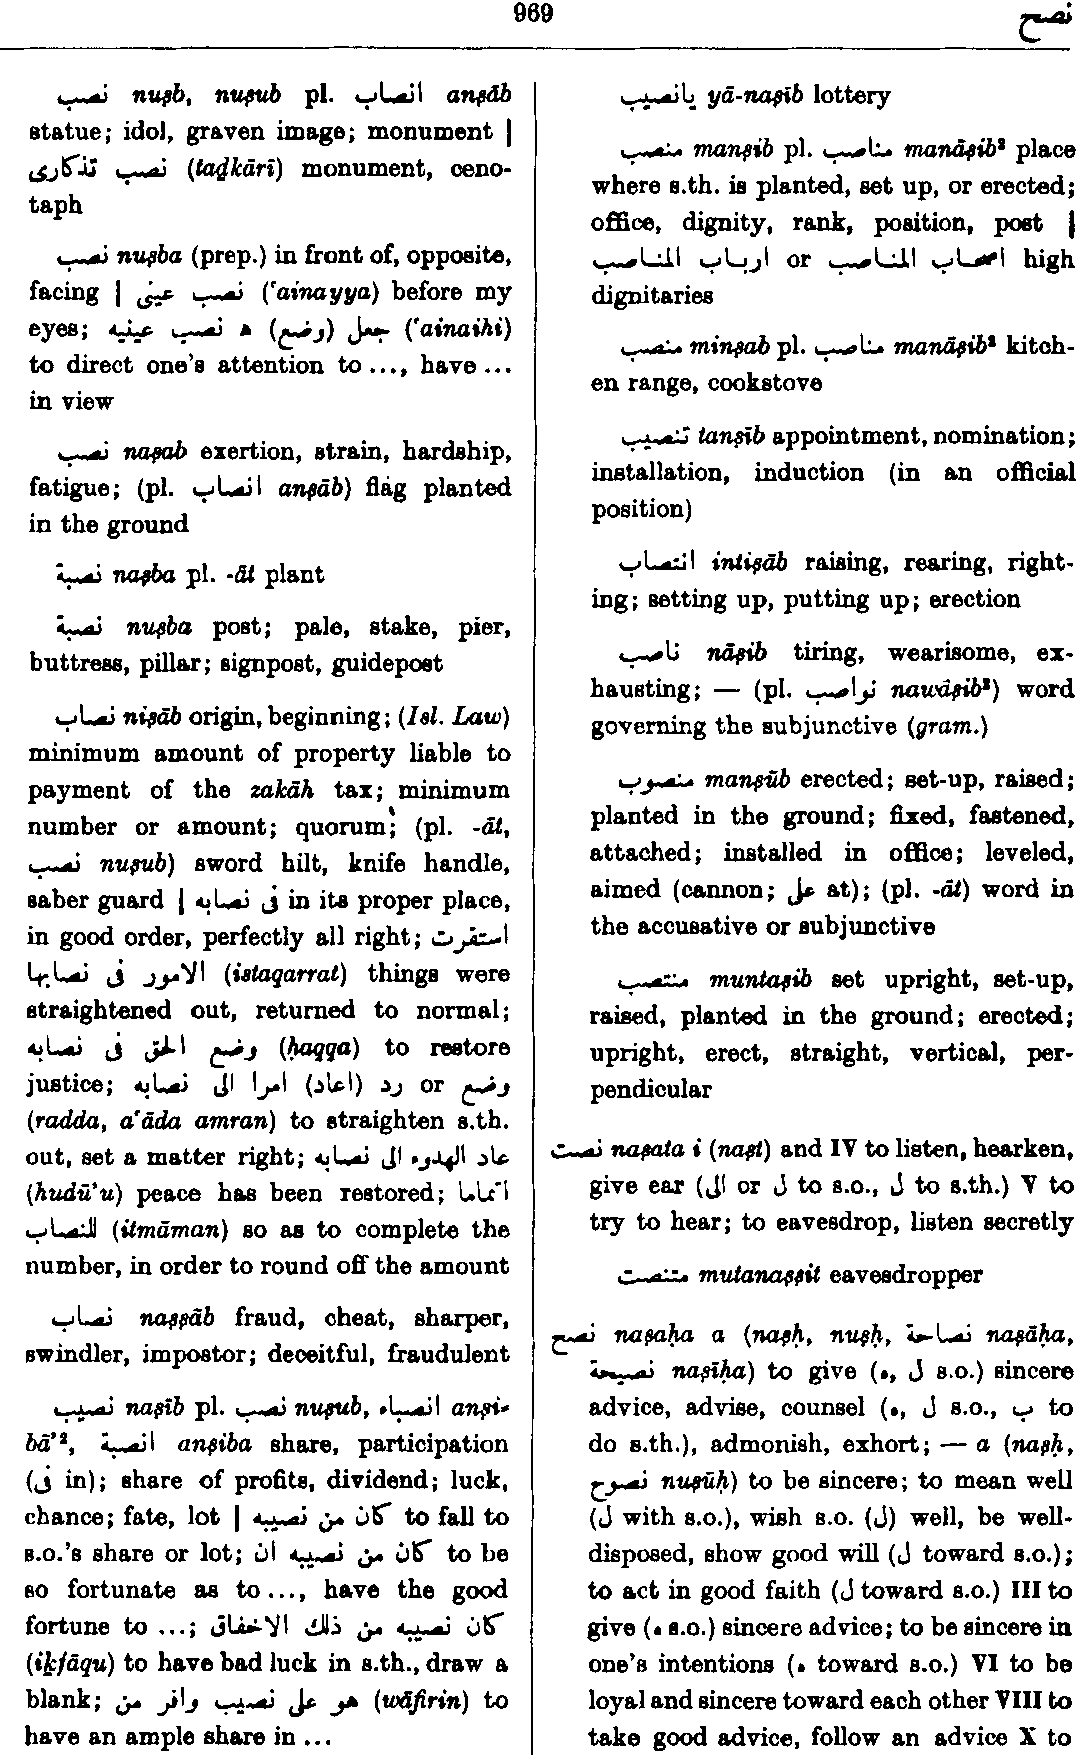 969
نصح
نصب nuṣb, nuṣub pl. انصاب anṣāb
statue; idol, graven image; monument |
نصب تذكارى (taḏkārī) monument, ceno-
taph
نصب nuṣba (prep.) in front of, opposite,
facing | نصب عينى (‘ainayya) before my
eyes; جعل (وضع) ه نصب عينيه (‘ainaihi)
to direct one's attention to ..., have ...
in view
نصب naṣab exertion, strain, hardship,
fatigue; (pl. انصاب anṣāb) flag planted
in the ground
نصبة naṣba pl. -āt plant
نصبة nuṣba post; pale, stake, pier,
buttress, pillar; signpost, guidepost
نصاب niṣāb origin, beginning; (Isl. Law)
minimum amount of property liable to
payment of the zakāh tax; minimum
number or amount; quorum; (pl. -āt,
نصب nuṣub) sword hilt, knife handle,
saber guard | فى نصابه in its proper place,
in good order, perfectly all right; استقرت
الامور فى نصابها (istaqarrat) things were
straightened out, returned to normal;
وضع الحق فى نصابه (ḥaqqa) to restore
justice; رد (اعاد) امرا الى نصابه or وضع
(radda, a‘āda amran) to straighten s.th.
out, set a matter right; عاد الهدوء الى نصابه
(hudū’u) peace has been restored; اتماما
للنصاب (itmāman) so as to complete the
number, in order to round off the amount
نصاب naṣṣāb fraud, cheat, sharper,
swindler, impostor; deceitful, fraudulent
نصيب naṣīb pl. نصب nuṣub, انصباء anṣi-
bā’², انصبة anṣiba share, participation
(فى in); share of profits, dividend; luck,
chance; fate, lot | كان من نصيبه to fall to
s.o.'s share or lot; كان من نصيبه ان to be
so fortunate as to ..., have the good
fortune to ...; كان نصيبه من ذلك الاخفاق
(iḵfāqu) to have bad luck in s.th., draw a
blank; هو على نصيب وافر من (wāfirin) to
have an ample share in ...
يانصيب yā-naṣīb lottery
منصب manṣib pl. مناصب manāṣib² place
where s.th. is planted, set up, or erected;
office, dignity, rank, position, post |
ارباب المناصب or اصحاب المناصب high
dignitaries
منصب minṣab pl. مناصب manāṣib² kitch-
en range, cookstove
تنصيب tanṣīb appointment, nomination;
installation, induction (in an official
position)
انتصاب intiṣāb raising, rearing, right-
ing; setting up, putting up; erection
ناصب nāṣib tiring, wearisome, ex-
hausting; — (pl. نواصب nawāṣib²) word
governing the subjunctive (gram.)
منصوب manṣūb erected; set-up, raised;
planted in the ground; fixed, fastened,
attached; installed in office; leveled,
aimed (cannon; على at); (pl. -āt) word in
the accusative or subjunctive
منتصب muntaṣib set upright, set-up,
raised, planted in the ground; erected;
upright, erect, straight, vertical, per-
pendicular
نصت naṣata i (naṣt) and IV to listen, hearken,
give ear (الى or ل to s.o., ل to s.th.) V to
try to hear; to eavesdrop, listen secretly
متنصت mutanaṣṣit eavesdropper
نصح naṣaḥa a (naṣḥ, nuṣḥ, نصاحة naṣāḥa,
نصيحة naṣīḥa) to give (ه, ل s.o.) sincere
advice, advise, counsel (ه, ل s.o., ب to
do s.th.), admonish, exhort; — a (naṣḥ,
نصوح nuṣūḥ) to be sincere; to mean well
(ل with s.o.), wish s.o. (ل) well, be well-
disposed, show good will (ل toward s.o.);
to act in good faith (ل toward s.o.) III to
give (ه s.o.) sincere advice; to be sincere in
one's intentions (ه toward s.o.) VI to be
loyal and sincere toward each other VIII to
take good advice, follow an advice X to